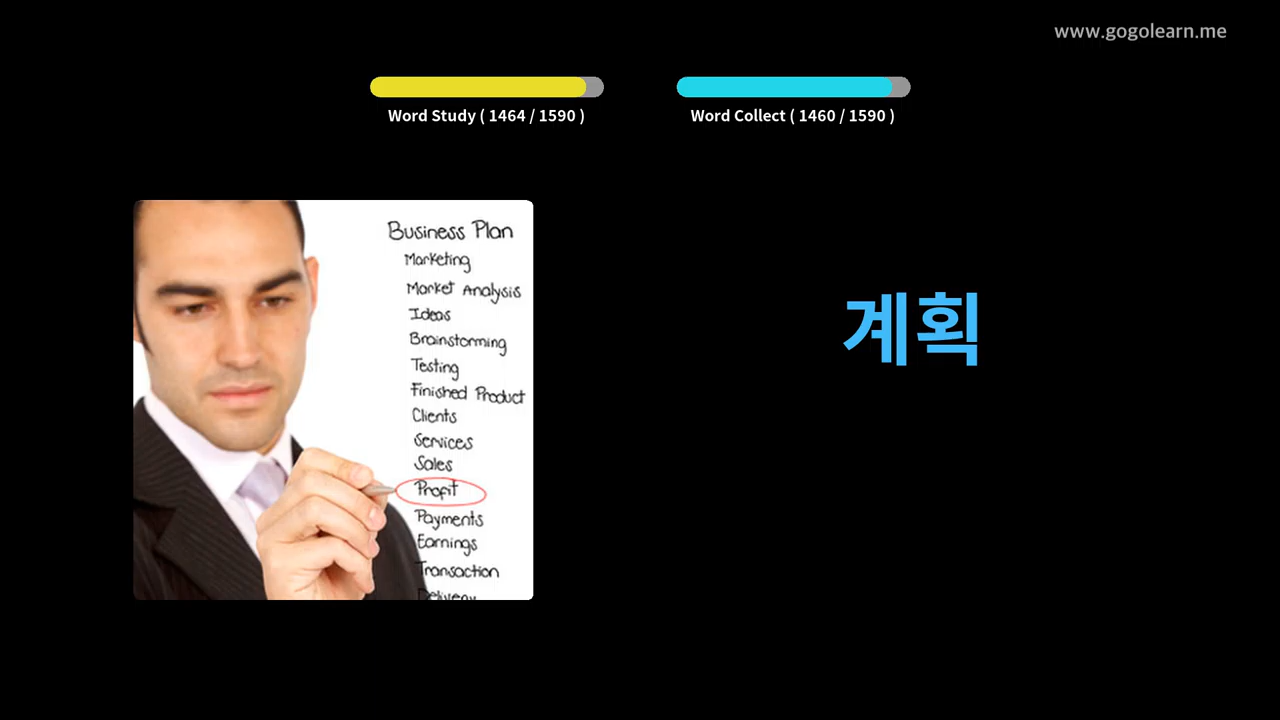 www.gogolearn.me
Word Study ( 1464 / 1590 )
Word Collect ( 1460 / 1590 )
Business Plan
Marketing
Market Analysis
Ideas
Brainstorming
Testing
Finished Product
Clients
Services
Sales
Profit
Payments
Earnings
Transaction
Delivery
계획